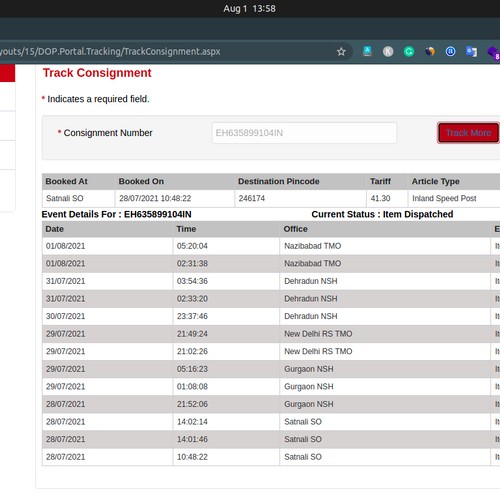 Aug 1 13:58
youts/15/DOP.Portal.Tracking/TrackConsignment.aspx
Track Consignment
* Indicates a required field.
* Consignment Number EH635899104IN Track More
Booked At Booked On Destination Pincode Tariff Article Type
Satnali SO 28/07/2021 10:48:22 246174 41.30 Inland Speed Post
Event Details For : EH635899104IN Current Status : Item Dispatched
Date Time Office E
01/08/2021 05:20:04 Nazibabad TMO It
01/08/2021 02:31:38 Nazibabad TMO It
31/07/2021 03:54:36 Dehradun NSH It
31/07/2021 02:33:20 Dehradun NSH It
30/07/2021 23:37:46 Dehradun NSH It
29/07/2021 21:49:24 New Delhi RS TMO It
29/07/2021 21:02:26 New Delhi RS TMO It
29/07/2021 05:16:23 Gurgaon NSH It
29/07/2021 01:08:08 Gurgaon NSH It
28/07/2021 21:52:06 Gurgaon NSH It
28/07/2021 14:02:14 Satnali SO It
28/07/2021 14:01:46 Satnali SO It
28/07/2021 10:48:22 Satnali SO It